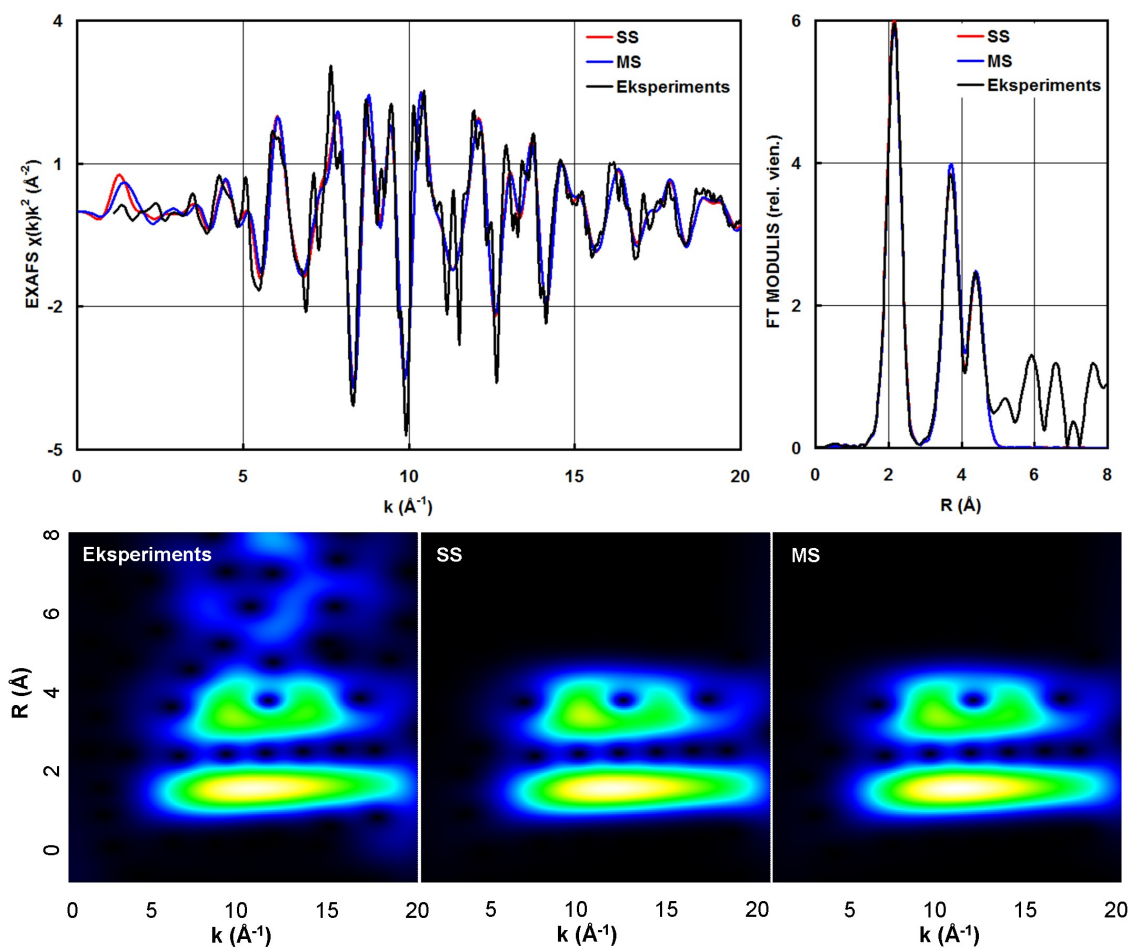 4
1
-2
-5
EXAFS χ(k)k² (Å⁻²)
SS
MS
Eksperiments
0
5
10
15
20
k (Å⁻¹)
6
4
2
0
FT MODULIS (rel. vien.)
SS
MS
Eksperiments
0
2
4
6
8
R (Å)
8
6
4
2
0
R (Å)
Eksperiments
SS
MS
0
5
10
15
20
k (Å⁻¹)
5
10
15
20
k (Å⁻¹)
5
10
15
20
k (Å⁻¹)